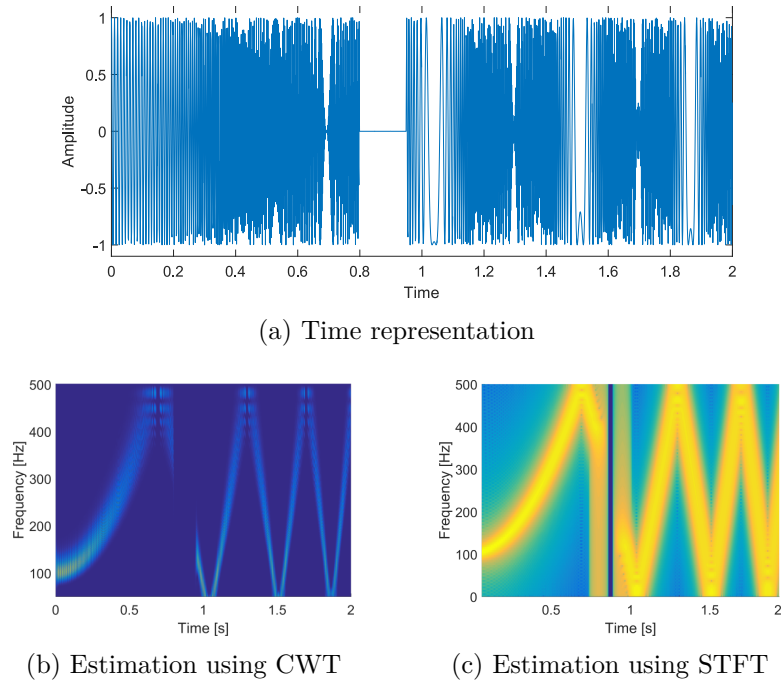 1
0.5
0
-0.5
-1
Amplitude
0 0.2 0.4 0.6 0.8 1 1.2 1.4 1.6 1.8 2
Time
(a) Time representation
500
400
300
200
100
Frequency [Hz]
0 0.5 1 1.5 2
Time [s]
(b) Estimation using CWT
500
400
300
200
100
0
Frequency [Hz]
0.5 1 1.5 2
Time [s]
(c) Estimation using STFT